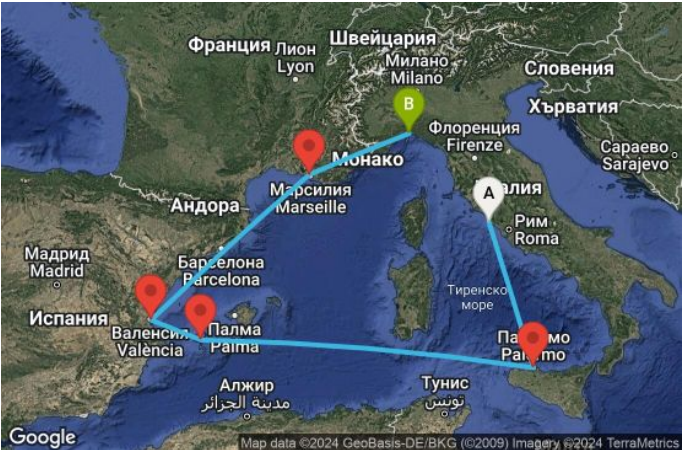 Франция
Лион
Lyon
Швейцария
Милано
Milano
Словения
Хърватия
B
Флоренция
Firenze
Сараево
Sarajevo
Монако
Марсилия
Marseille
A
Андора
Рим
Roma
Мадрид
Madrid
Барселона
Barcelona
Тиренско
море
Испания
Валенсия
València
Палма
Palma
Алжир
مدينة الجزائر
Тунис
تونس
Google
Map data ©2024 GeoBasis-DE/BKG (©2009) Imagery ©2024 TerraMetrics